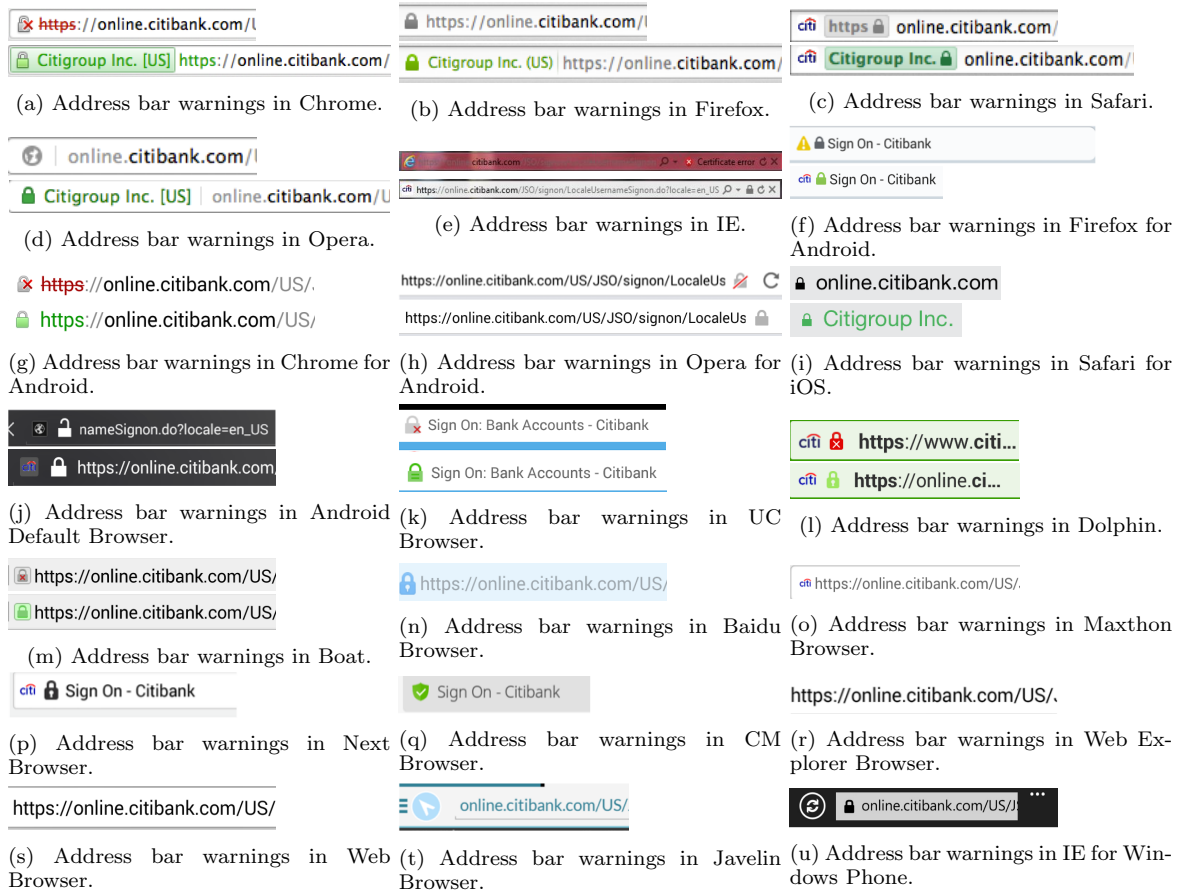 https://online.citibank.com/U
Citigroup Inc. [US] https://online.citibank.com/
(a) Address bar warnings in Chrome.
https://online.citibank.com/U
Citigroup Inc. (US) https://online.citibank.com/
(b) Address bar warnings in Firefox.
citi https online.citibank.com/
citi Citigroup Inc. online.citibank.com/
(c) Address bar warnings in Safari.
online.citibank.com/
Citigroup Inc. [US] online.citibank.com/U
(d) Address bar warnings in Opera.
citibank.com Certificate error
citi https://online.citibank.com/JSO/signon/LocaleUsernameSignon.do?locale=en_US
(e) Address bar warnings in IE.
Sign On - Citibank
citi Sign On - Citibank
(f) Address bar warnings in Firefox for
Android.
https://online.citibank.com/US/
https://online.citibank.com/US/
(g) Address bar warnings in Chrome for
Android.
https://online.citibank.com/US/JSO/signon/LocaleUs
https://online.citibank.com/US/JSO/signon/LocaleUs
(h) Address bar warnings in Opera for
Android.
online.citibank.com
Citigroup Inc.
(i) Address bar warnings in Safari for
iOS.
nameSignon.do?locale=en_US
citi https://online.citibank.com
(j) Address bar warnings in Android
Default Browser.
Sign On: Bank Accounts - Citibank
Sign On: Bank Accounts - Citibank
(k) Address bar warnings in UC
Browser.
citi https://www.citi...
citi https://online.ci...
(l) Address bar warnings in Dolphin.
https://online.citibank.com/US/
https://online.citibank.com/US/
(m) Address bar warnings in Boat.
https://online.citibank.com/US/
(n) Address bar warnings in Baidu
Browser.
citi https://online.citibank.com/US/
(o) Address bar warnings in Maxthon
Browser.
citi Sign On - Citibank
(p) Address bar warnings in Next
Browser.
Sign On - Citibank
(q) Address bar warnings in CM
Browser.
https://online.citibank.com/US/
(r) Address bar warnings in Web Ex-
plorer Browser.
https://online.citibank.com/US/
(s) Address bar warnings in Web
Browser.
online.citibank.com/US/
(t) Address bar warnings in Javelin
Browser.
online.citibank.com/US/JS
(u) Address bar warnings in IE for Win-
dows Phone.